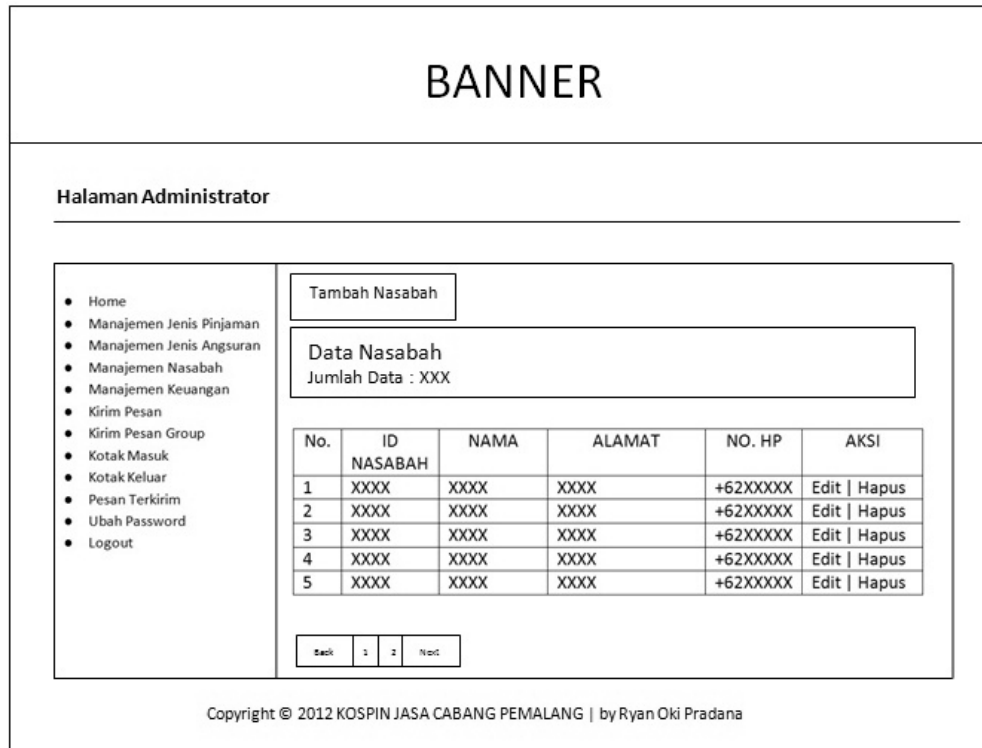 BANNER
Halaman Administrator
Home
Manajemen Jenis Pinjaman
Manajemen Jenis Angsuran
Manajemen Nasabah
Manajemen Keuangan
Kirim Pesan
Kirim Pesan Group
Kotak Masuk
Kotak Keluar
Pesan Terkirim
Ubah Password
Logout
Tambah Nasabah
Data Nasabah
Jumlah Data : XXX
No. ID NAMA ALAMAT NO. HP AKSI
NASABAH
1 XXXX XXXX XXXX +62XXXXX Edit | Hapus
2 XXXX XXXX XXXX +62XXXXX Edit | Hapus
3 XXXX XXXX XXXX +62XXXXX Edit | Hapus
4 XXXX XXXX XXXX +62XXXXX Edit | Hapus
5 XXXX XXXX XXXX +62XXXXX Edit | Hapus
Back 1 2 Next
Copyright © 2012 KOSPIN JASA CABANG PEMALANG | by Ryan Oki Pradana